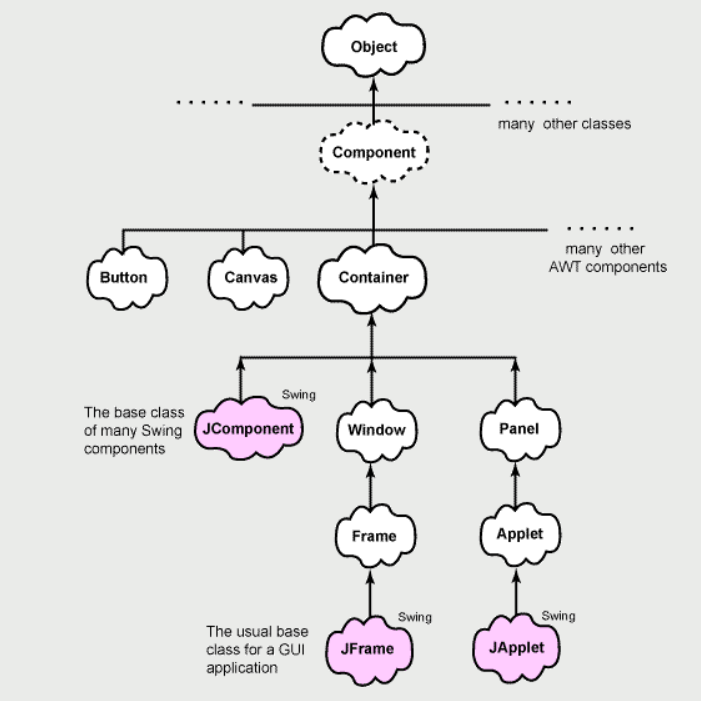 Object
many other classes
Component
many other
AWT components
Button
Canvas
Container
Swing
The base class
of many Swing
components
JComponent
Window
Panel
Frame
Applet
Swing
Swing
The usual base
class for a GUI
application
JFrame
JApplet